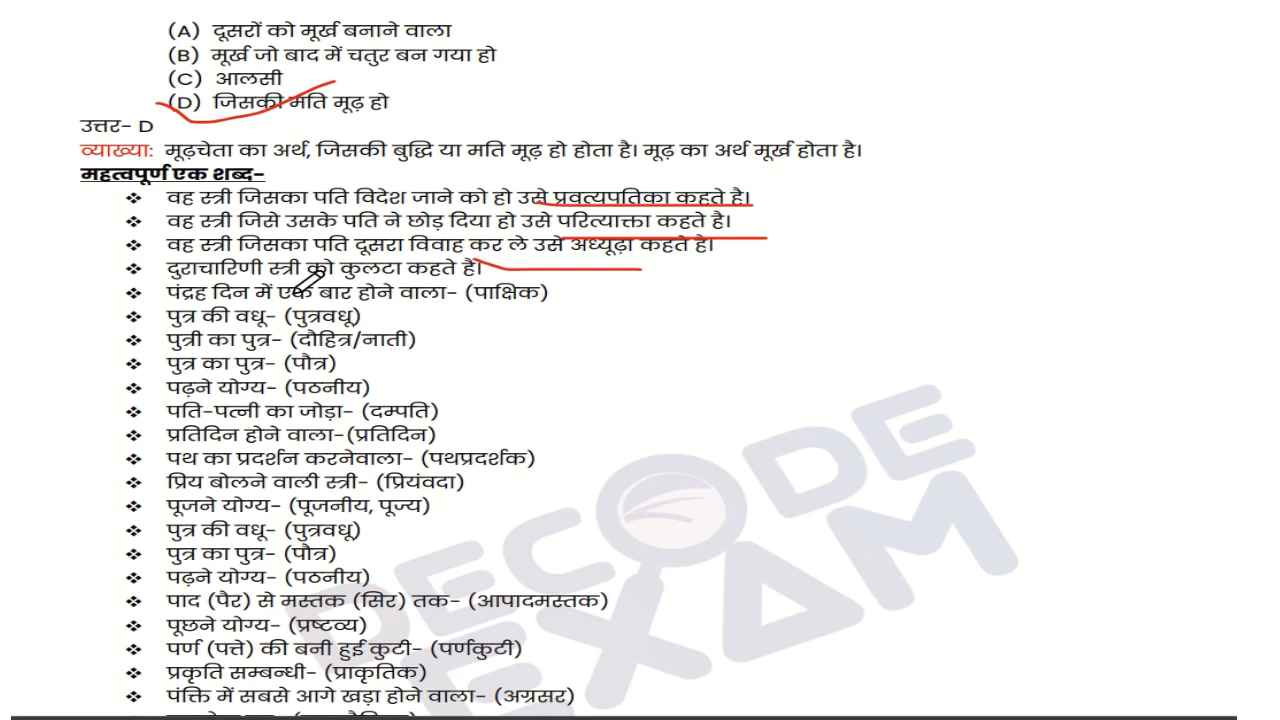 (A) दूसरों को मूर्ख बनाने वाला
(B) मूर्ख जो बाद में चतुर बन गया हो
(C) आलसी
(D) जिसकी मति मूढ़ हो
उत्तर- D
व्याख्या: मूढ़चेता का अर्थ, जिसकी बुद्धि या मति मूढ़ हो होता है। मूढ़ का अर्थ मूर्ख होता है।
महत्वपूर्ण एक शब्द-
❖ वह स्त्री जिसका पति विदेश जाने को हो उसे प्रवत्यपतिका कहते है।
❖ वह स्त्री जिसे उसके पति ने छोड़ दिया हो उसे परित्याक्ता कहते है।
❖ वह स्त्री जिसका पति दूसरा विवाह कर ले उसे अध्यूढ़ा कहते है।
❖ दुराचारिणी स्त्री को कुलटा कहते है।
❖ पंद्रह दिन में एक बार होने वाला- (पाक्षिक)
❖ पुत्र की वधू- (पुत्रवधू)
❖ पुत्री का पुत्र- (दौहित्र/नाती)
❖ पुत्र का पुत्र- (पौत्र)
❖ पढ़ने योग्य- (पठनीय)
❖ पति-पत्नी का जोड़ा- (दम्पति)
❖ प्रतिदिन होने वाला-(प्रतिदिन)
❖ पथ का प्रदर्शन करनेवाला- (पथप्रदर्शक)
❖ प्रिय बोलने वाली स्त्री- (प्रियंवदा)
❖ पूजने योग्य- (पूजनीय, पूज्य)
❖ पुत्र की वधू- (पुत्रवधू)
❖ पुत्र का पुत्र- (पौत्र)
❖ पढ़ने योग्य- (पठनीय)
❖ पाद (पैर) से मस्तक (सिर) तक- (आपादमस्तक)
❖ पूछने योग्य- (प्रष्टव्य)
❖ पर्ण (पत्ते) की बनी हुई कुटी- (पर्णकुटी)
❖ प्रकृति सम्बन्धी- (प्राकृतिक)
❖ पंक्ति में सबसे आगे खड़ा होने वाला- (अग्रसर)
DECODE
EXAM